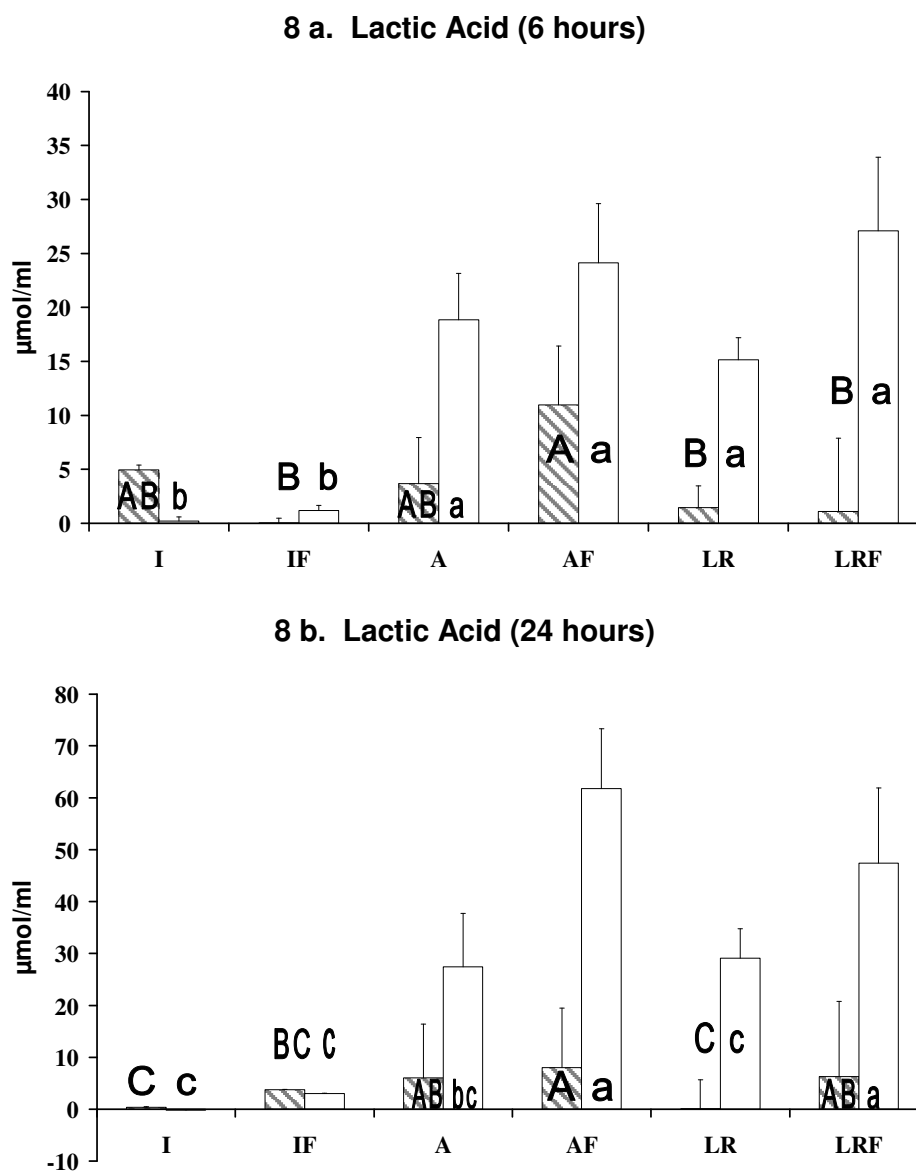 8 a. Lactic Acid (6 hours)
40
35
30
25
20
15
10
5
0
µmol/ml
AB b
B b
AB a
A a
B a
B a
I IF A AF LR LRF
8 b. Lactic Acid (24 hours)
80
70
60
50
40
30
20
10
0
-10
µmol/ml
C c
BC c
AB bc
A a
C c
AB a
I IF A AF LR LRF